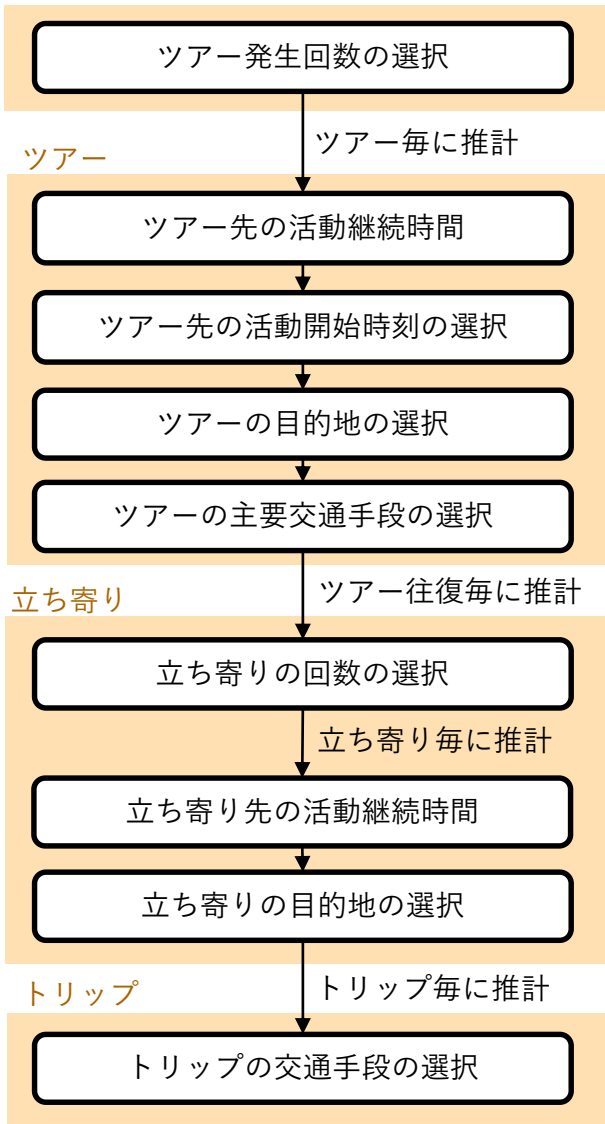 ツアー発生回数の選択
ツアー毎に推計
ツアー
ツアー先の活動継続時間
ツアー先の活動開始時刻の選択
ツアーの目的地の選択
ツアーの主要交通手段の選択
ツアー往復毎に推計
立ち寄り
立ち寄りの回数の選択
立ち寄り毎に推計
立ち寄り先の活動継続時間
立ち寄りの目的地の選択
トリップ毎に推計
トリップ
トリップの交通手段の選択